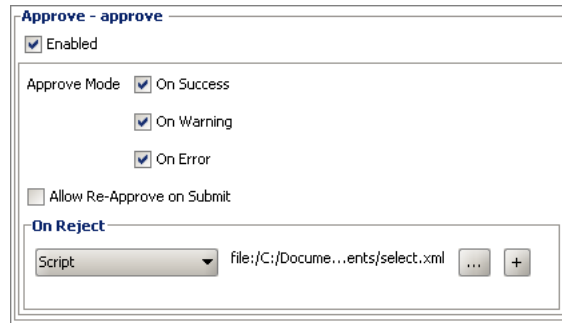 Approve - approve
Enabled
Approve Mode On Success
On Warning
On Error
Allow Re-Approve on Submit
On Reject
Script file:/C:/Docume...ents/select.xml ... +